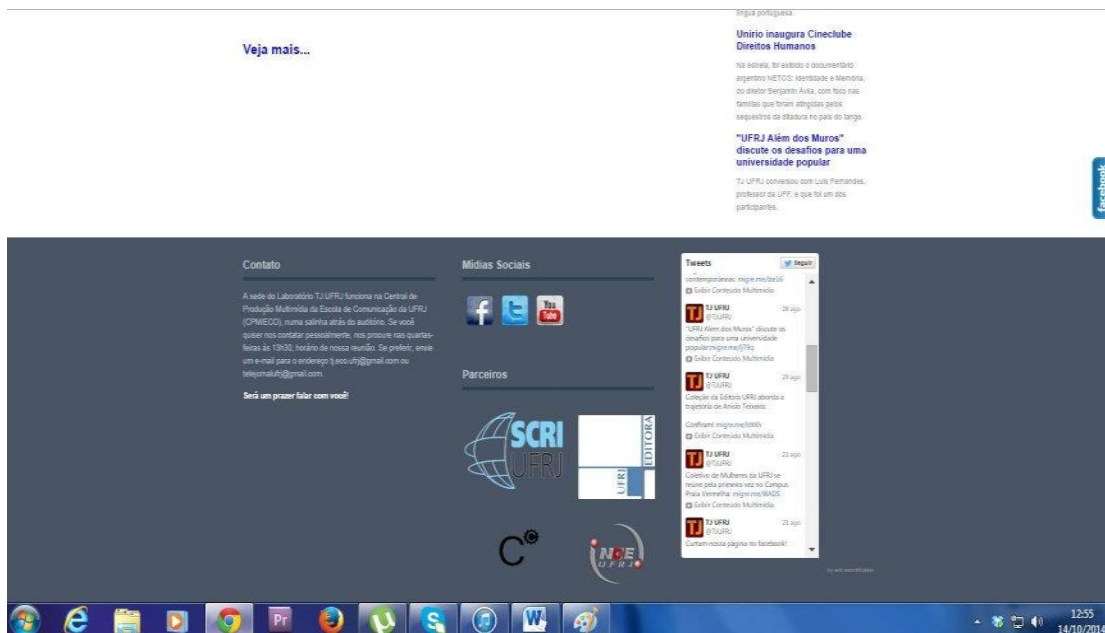 língua portuguesa.
Unirio inaugura Cineclube
Direitos Humanos
Na estreia, foi exibido o documentário
argentino NETOS: Identidade e Memória,
do diretor Benjamin Ávila, com foco nas
famílias que foram atingidas pelos
sequestros da ditadura no país do tango.
"UFRJ Além dos Muros"
discute os desafios para uma
universidade popular
TJ UFRJ conversou com Luis Fernandes,
professor da UFF, e que foi um dos
participantes.
Veja mais...
facebook
Contato
A sede do Laboratório TJ.UFRJ funciona na Central de
Produção Multimídia da Escola de Comunicação da UFRJ
(CPM/ECO), numa salinha atrás do auditório. Se você
quiser nos contatar pessoalmente, nos procure nas quartas-
feiras às 13h30, horário de nossa reunião. Se preferir, envie
um e-mail para o endereço tj.eco.ufrj@gmail.com ou
telejornalufrj@gmail.com.
Será um prazer falar com você!
Mídias Sociais
You
Tube
Parceiros
SCRI
UFRJ
EDITORA
UFRJ
NCE
UFRJ
Tweets
Seguir
contemporâneas:
Exibir Conteúdo Multimídia
TJ UFRJ
@TJUFRJ
"UFRJ Além dos Muros" discute os
desafios para uma universidade
popular:
Exibir Conteúdo Multimídia
TJ UFRJ
@TJUFRJ
Coleção da Editora UFRJ aborda a
trajetória de Anísio Teixeira:
Confiram!
Exibir Conteúdo Multimídia
TJ UFRJ
@TJUFRJ
Coletivo de Mulheres da UFRJ se
reúne pela primeira vez no Campus
Praia Vermelha:
Exibir Conteúdo Multimídia
TJ UFRJ
21 ago
@TJUFRJ
Curtam nossa página no facebook!
Pr
12:55
14/10/2014